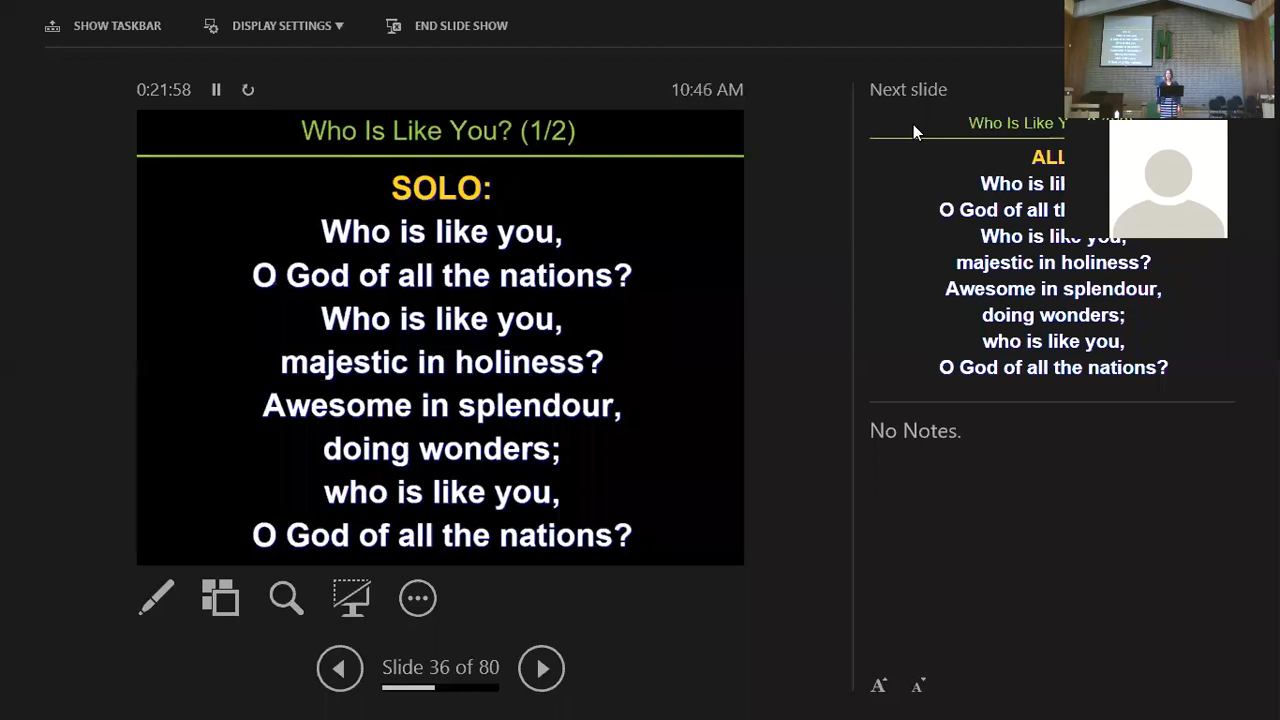 SHOW TASKBAR
DISPLAY SETTINGS
END SLIDE SHOW
0:21:58
10:46 AM
Who Is Like You? (1/2)
SOLO:
Who is like you,
O God of all the nations?
Who is like you,
majestic in holiness?
Awesome in splendour,
doing wonders;
who is like you,
O God of all the nations?
Slide 36 of 80
Next slide
Who Is Like
ALL
Who is
O God of all
Who is like you,
majestic in holiness?
Awesome in splendour,
doing wonders;
who is like you,
O God of all the nations?
No Notes.
A
A